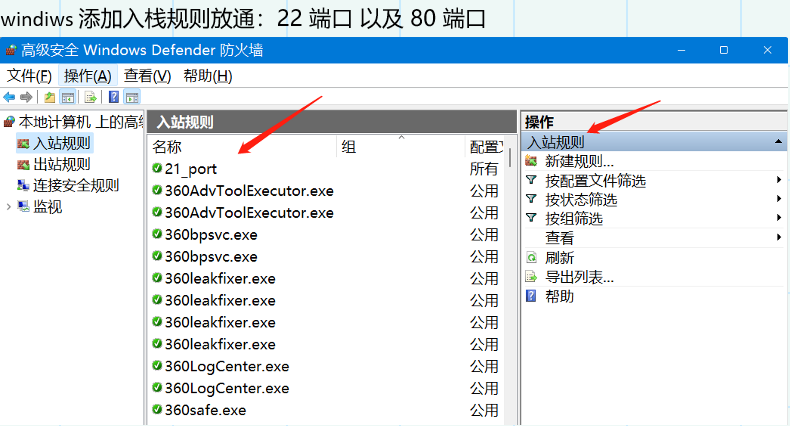 windiws 添加入栈规则放通：22 端口 以及 80 端口
高级安全 Windows Defender 防火墙
文件(F) 操作(A) 查看(V) 帮助(H)
本地计算机 上的高级
入站规则
出站规则
连接安全规则
监视
入站规则
名称 组 配置文
21_port 所有
360AdvToolExecutor.exe 公用
360AdvToolExecutor.exe 公用
360bpsvc.exe 公用
360bpsvc.exe 公用
360leakfixer.exe 公用
360leakfixer.exe 公用
360leakfixer.exe 公用
360leakfixer.exe 公用
360LogCenter.exe 公用
360LogCenter.exe 公用
360safe.exe 公用
操作
入站规则
新建规则...
按配置文件筛选
按状态筛选
按组筛选
查看
刷新
导出列表...
帮助